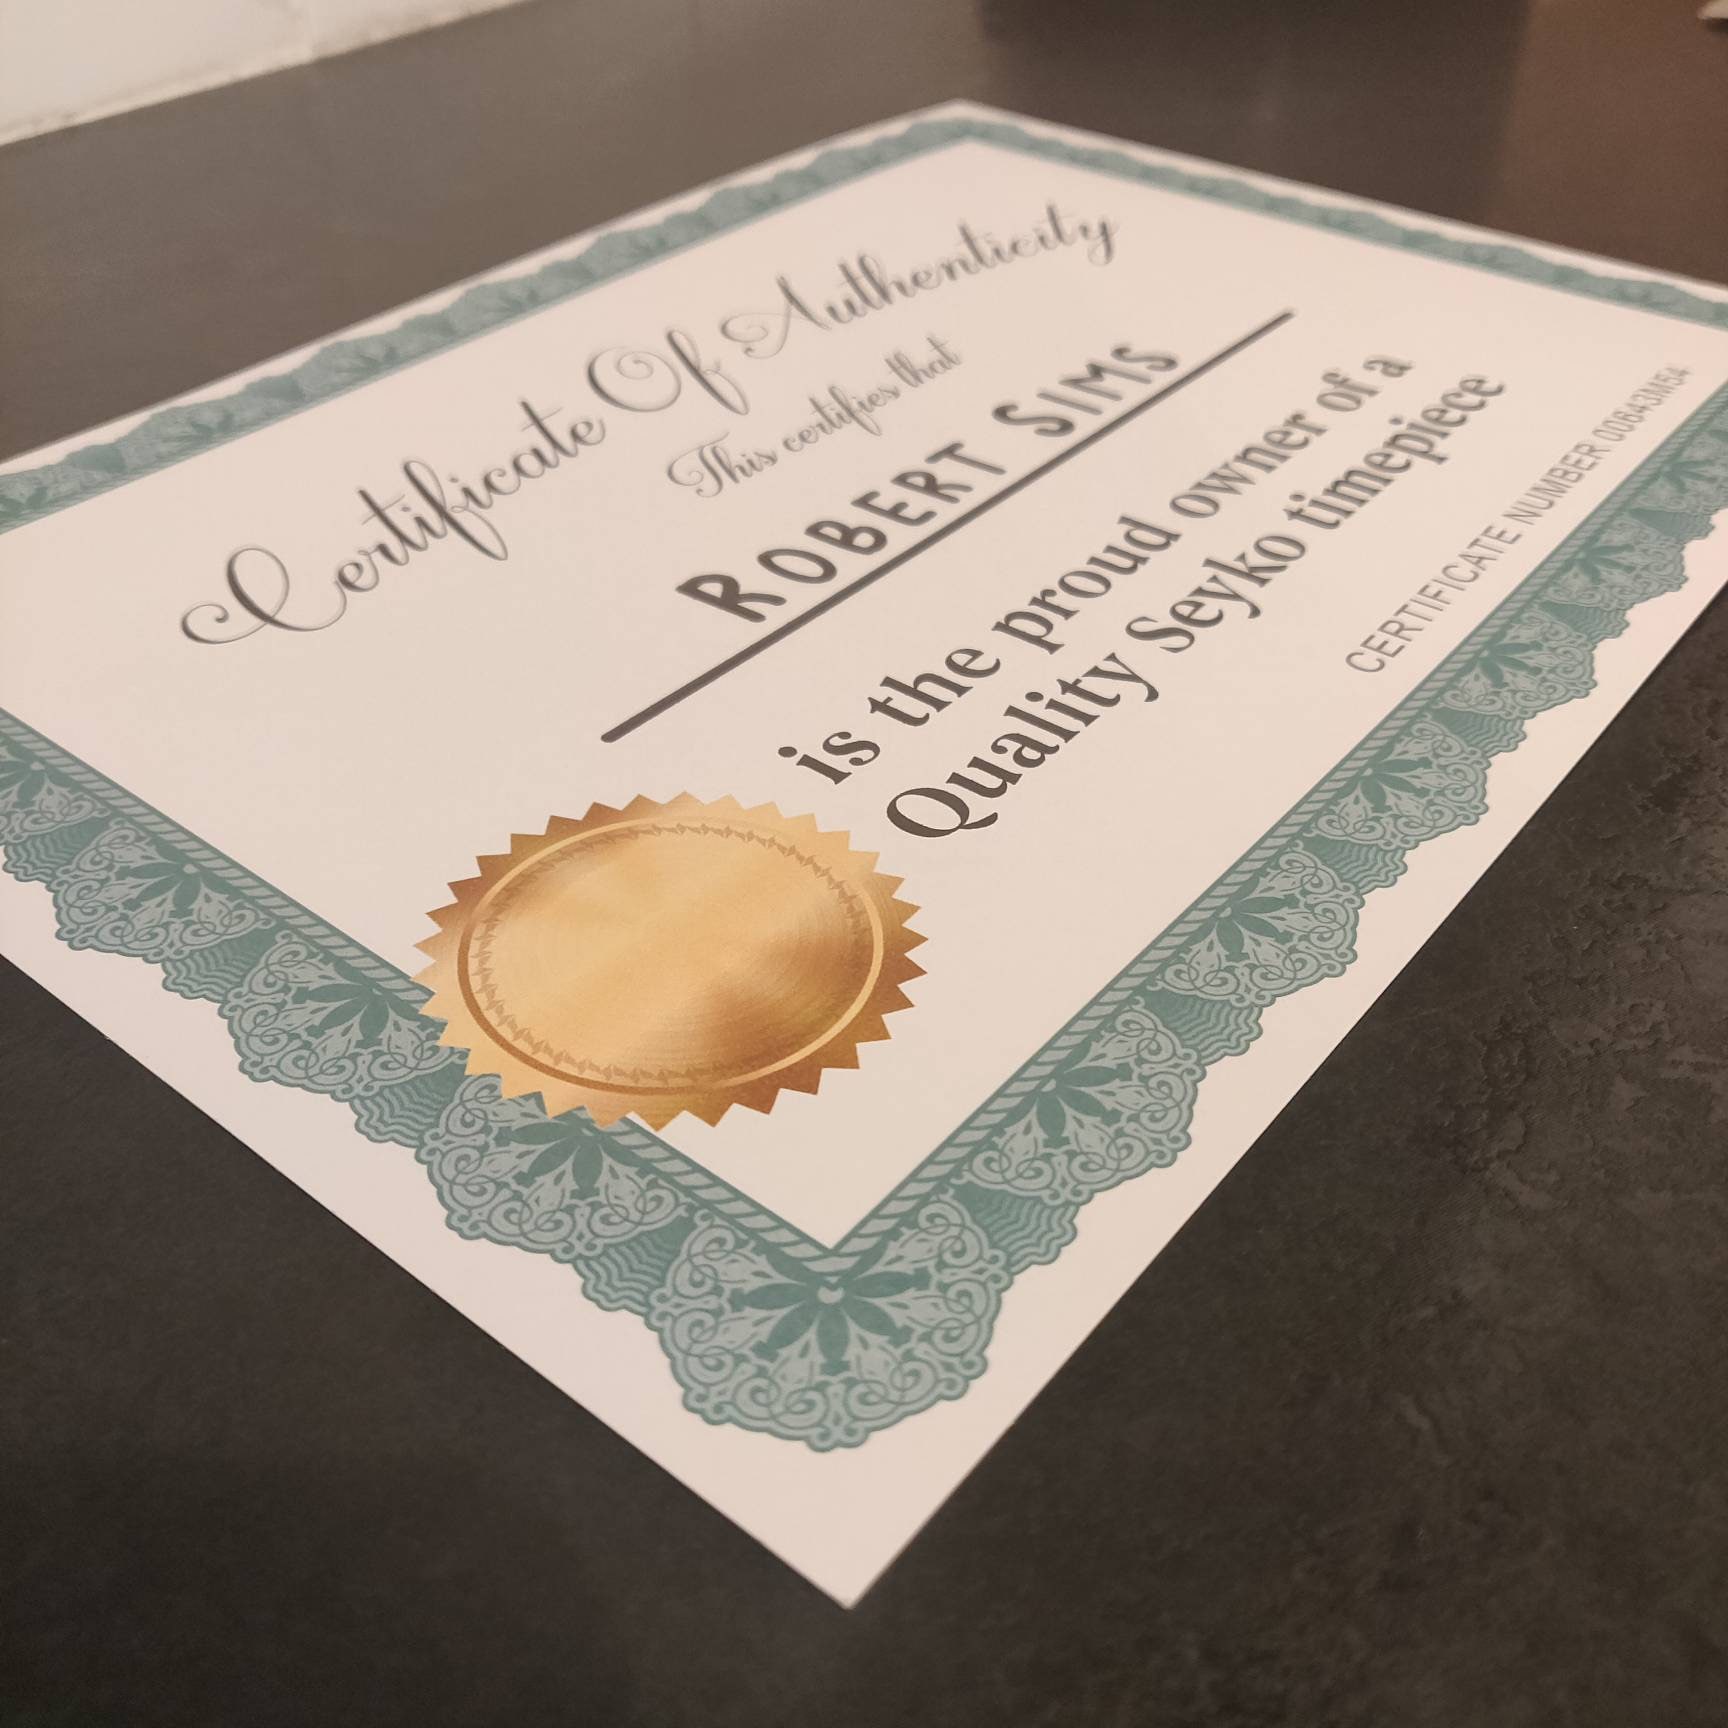 Certificate Of Authenticity
This certifies that
ROBERT SIMS
is the proud owner of a
Quality Seyko timepiece
CERTIFICATE NUMBER 00643M54